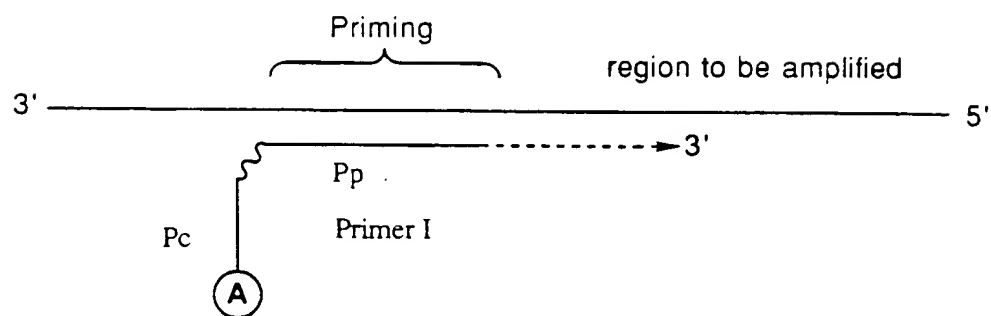 Priming
region to be amplified
3'
5'
3'
Pp
Pc
Primer I
A